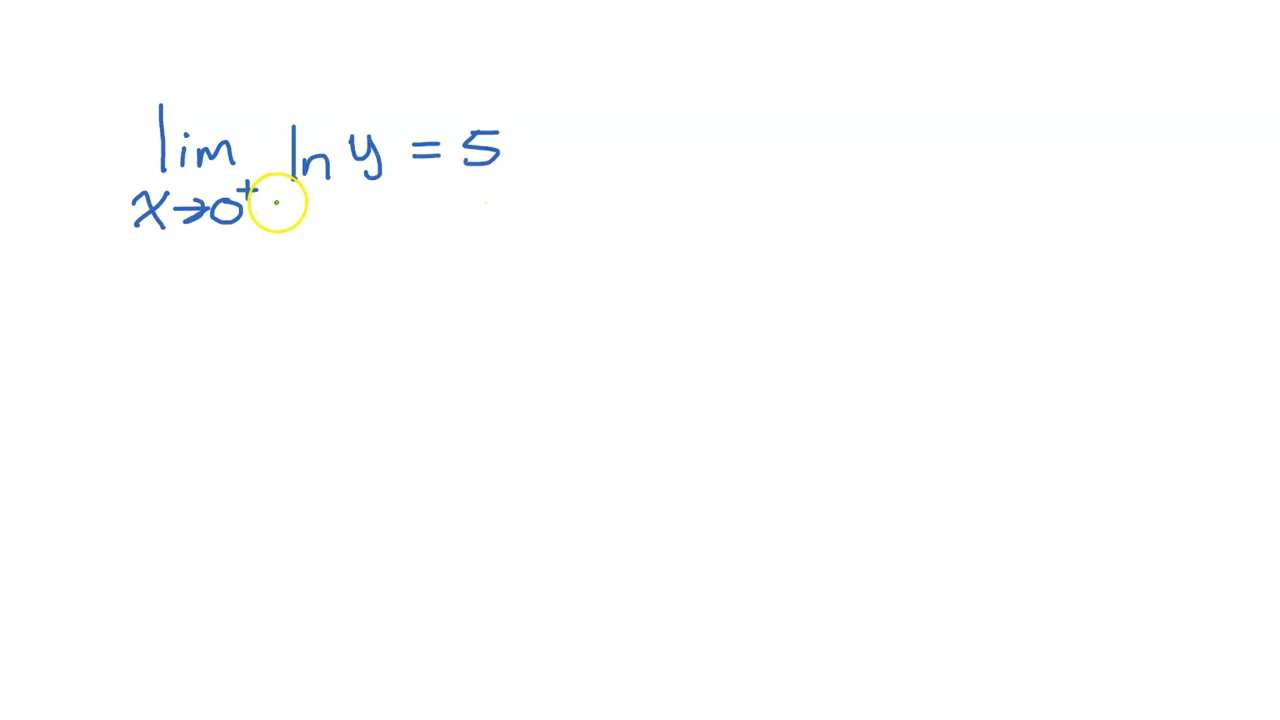 lim ln y = 5
x→0⁺